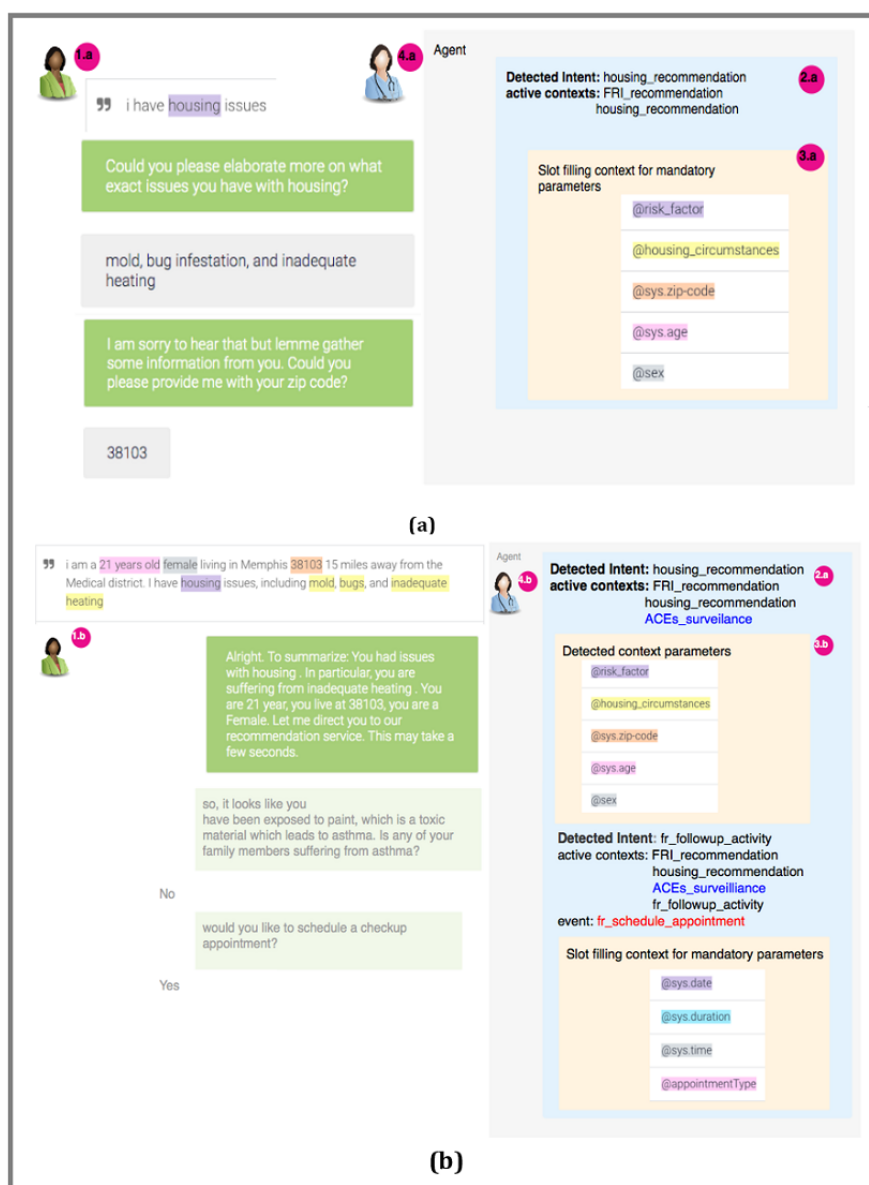 1.a
4.a
Agent
❞ i have housing issues
Could you please elaborate more on what
exact issues you have with housing?
mold, bug infestation, and inadequate
heating
I am sorry to hear that but lemme gather
some information from you. Could you
please provide me with your zip code?
38103
Detected Intent: housing_recommendation
2.a
active contexts: FRI_recommendation
housing_recommendation
3.a
Slot filling context for mandatory
parameters
@risk_factor
@housing_circumstances
@sys.zip-code
@sys.age
@sex
(a)
❞ i am a 21 years old female living in Memphis 38103 15 miles away from the
Medical district. I have housing issues, including mold, bugs, and inadequate
heating
1.b
Alright. To summarize: You had issues
with housing . In particular, you are
suffering from inadequate heating . You
are 21 year, you live at 38103, you are a
Female. Let me direct you to our
recommendation service. This may take a
few seconds.
so, it looks like you
have been exposed to paint, which is a toxic
material which leads to asthma. Is any of your
family members suffering from asthma?
No
would you like to schedule a checkup
appointment?
Yes
Agent
4.b
Detected Intent: housing_recommendation
2.a
active contexts: FRI_recommendation
housing_recommendation
ACEs_surveilance
3.b
Detected context parameters
@risk_factor
@housing_circumstances
@sys.zip-code
@sys.age
@sex
Detected Intent: fr_followup_activity
active contexts: FRI_recommendation
housing_recommendation
ACEs_surveilliance
fr_followup_activity
event: fr_schedule_appointment
Slot filling context for mandatory parameters
@sys.date
@sys.duration
@sys.time
@appointmentType
(b)